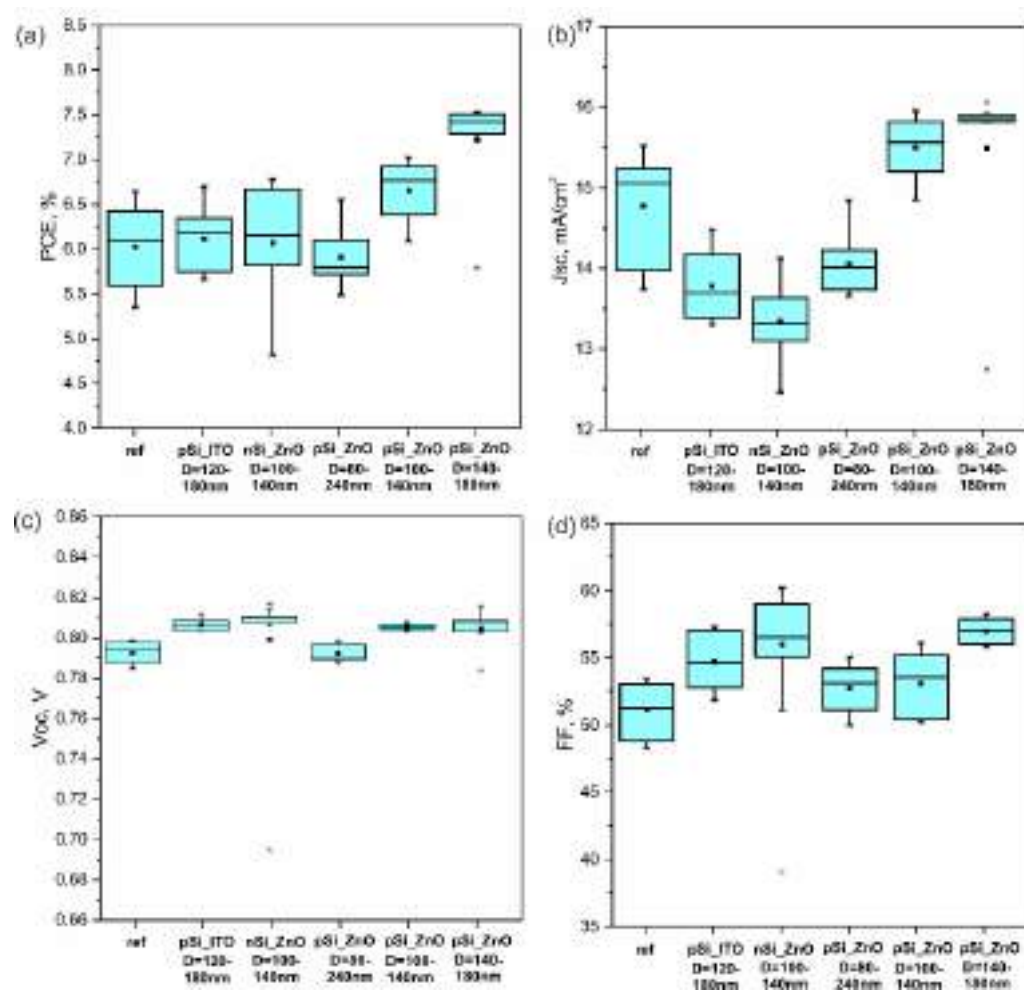 (a)
8.5
8.0
7.5
7.0
6.5
6.0
5.5
5.0
4.5
4.0
PCE, %
ref
pSi_ITO
D=120-
180nm
nSi_ZnO
D=100-
140nm
pSi_ZnO
D=80-
240nm
pSi_ZnO
D=100-
140nm
pSi_ZnO
D=140-
180nm
(b)
17
16
15
14
13
12
Jsc, mA/cm²
ref
pSi_ITO
D=120-
180nm
nSi_ZnO
D=100-
140nm
pSi_ZnO
D=80-
240nm
pSi_ZnO
D=100-
140nm
pSi_ZnO
D=140-
180nm
(c)
0.86
0.84
0.82
0.80
0.78
0.76
0.74
0.72
0.70
0.68
0.66
Voc, V
ref
pSi_ITO
D=120-
180nm
nSi_ZnO
D=100-
140nm
pSi_ZnO
D=80-
240nm
pSi_ZnO
D=100-
140nm
pSi_ZnO
D=140-
180nm
(d)
65
60
55
50
45
40
35
FF, %
ref
pSi_ITO
D=120-
180nm
nSi_ZnO
D=100-
140nm
pSi_ZnO
D=80-
240nm
pSi_ZnO
D=100-
140nm
pSi_ZnO
D=140-
180nm